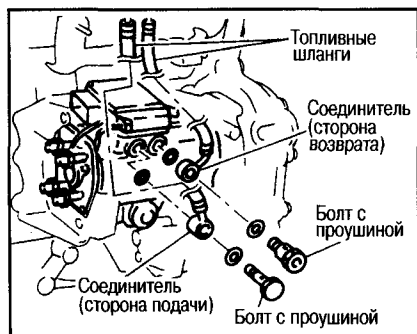 Топливные
шланги
Соединитель
(сторона
возврата)
Болт с
проушиной
Соединитель
(сторона подачи)
Болт с проушиной